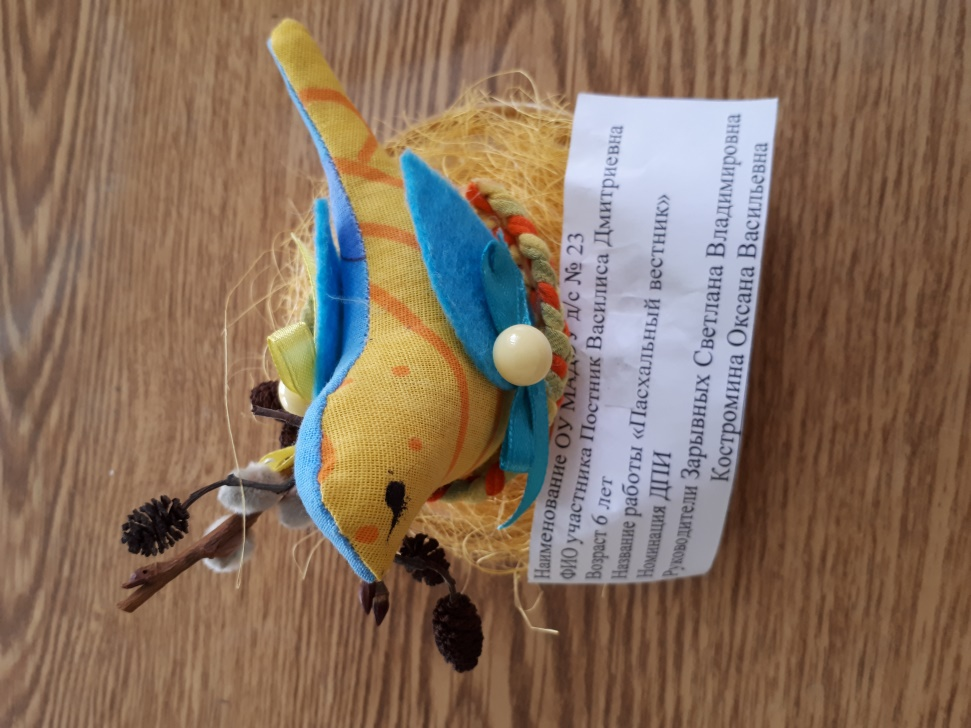 Наименование ОУ МАДОУ д/с № 23
ФИО участника Постник Василиса Дмитриевна
Возраст 6 лет
Название работы «Пасхальный вестник»
Номинация ДПИ
Руководители Зарывных Светлана Владимировна
Костромина Оксана Васильевна